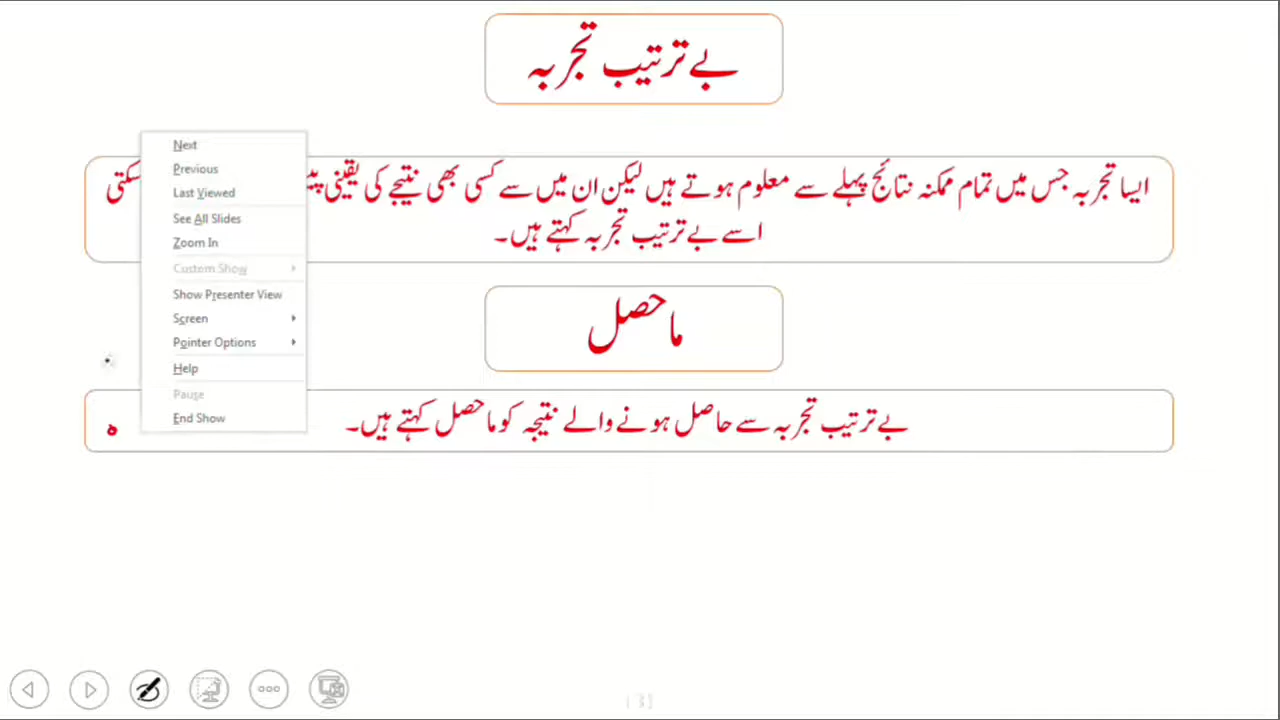 بے ترتیب تجربہ
ایسا تجربہ جس میں تمام ممکنہ نتائج پہلے سے معلوم ہوتے ہیں لیکن ان میں سے کسی بھی نتیجے کی یقینی سکتی
اسے بے ترتیب تجربہ کہتے ہیں۔
ماحصل
بے ترتیب تجربہ سے حاصل ہونے والے نتیجہ کو ماحصل کہتے ہیں۔
ہ
Next
Previous
Last Viewed
See All Slides
Zoom In
Custom Show
Show Presenter View
Screen
Pointer Options
Help
Pause
End Show